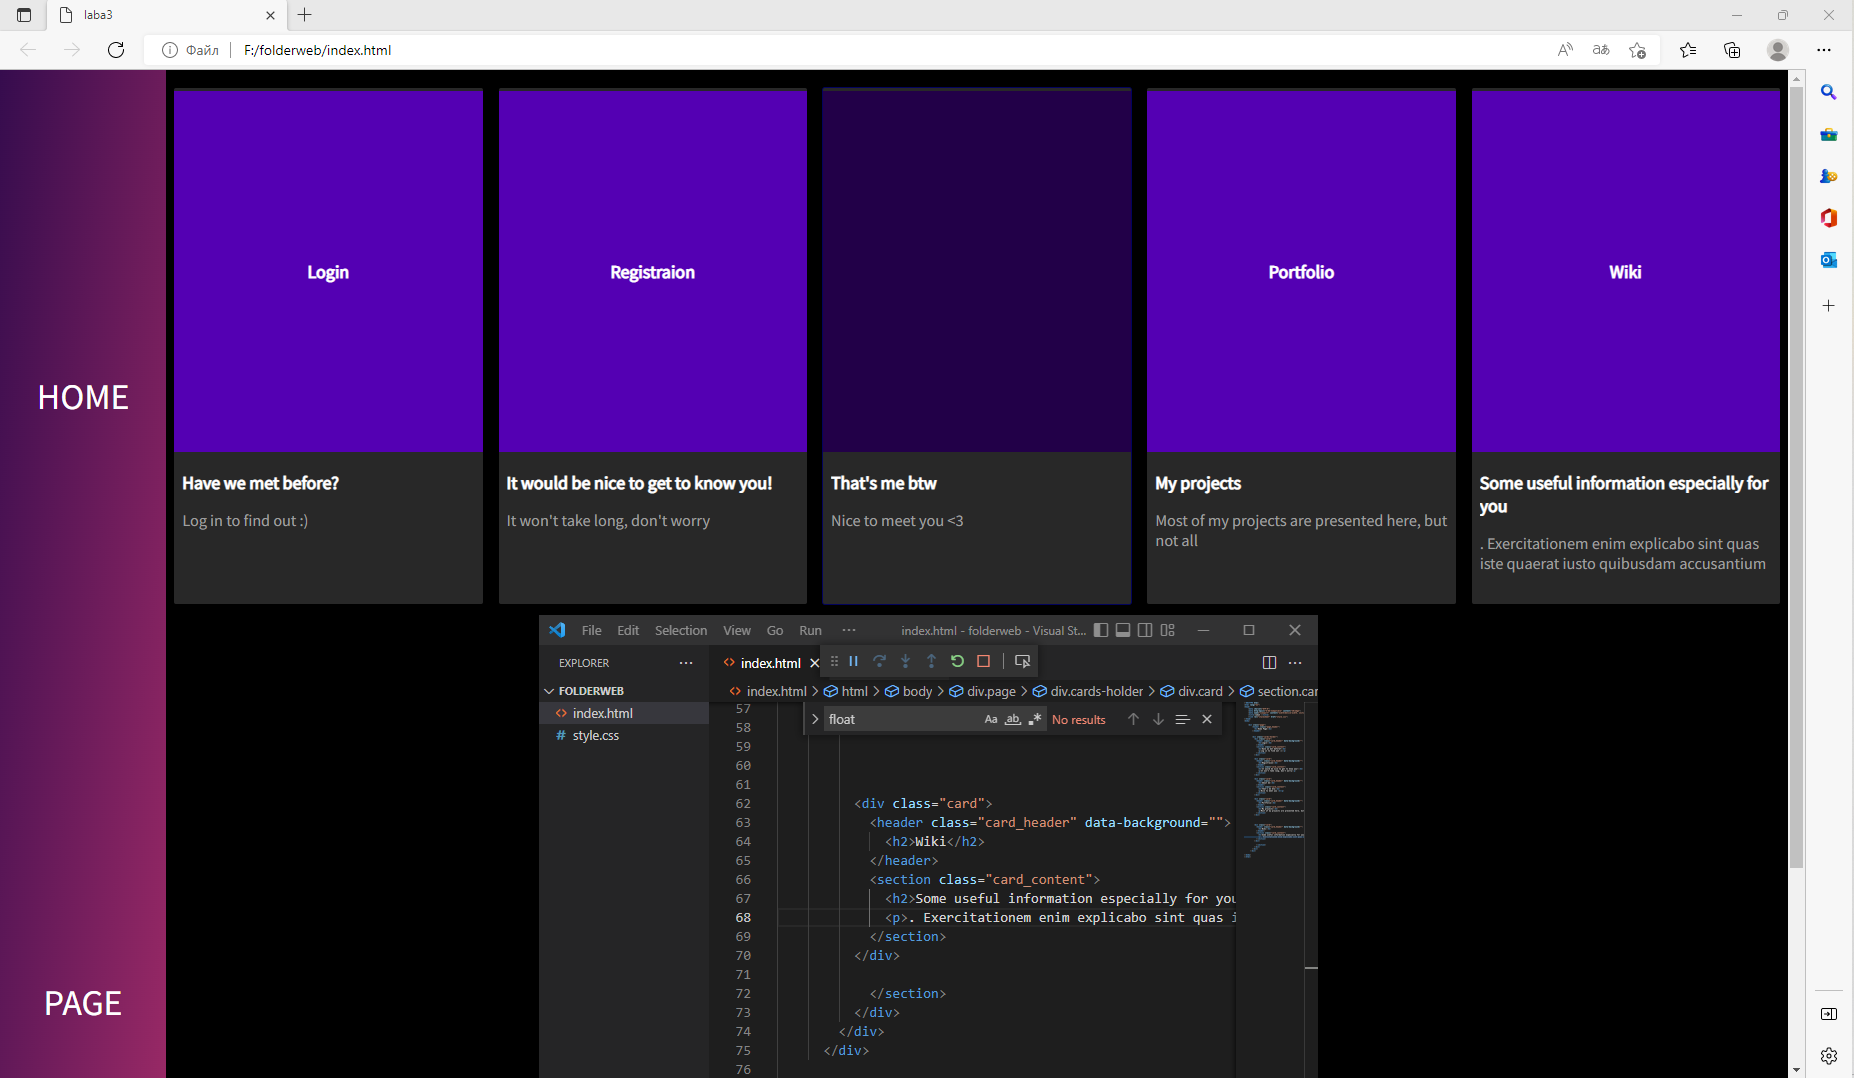 laba3
Файл
F:/folderweb/index.html
HOME
PAGE
Login
Registraion
Portfolio
Wiki
Have we met before?
Log in to find out :)
It would be nice to get to know you!
It won't take long, don't worry
That's me btw
Nice to meet you <3
My projects
Most of my projects are presented here, but
not all
Some useful information especially for
you
. Exercitationem enim explicabo sint quas
iste quaerat iusto quibusdam accusantium
File Edit Selection View Go Run ··· index.html - folderweb - Visual St...
EXPLORER ···
FOLDERWEB
index.html
style.css
index.html
index.html > html > body > div.page > div.cards-holder > div.card > section.car
float Aa ab .* No results
57
58
59
60
61
62 <div class="card">
63 <header class="card_header" data-background="">
64 <h2>Wiki</h2>
65 </header>
66 <section class="card_content">
67 <h2>Some useful information especially for you
68 <p>. Exercitationem enim explicabo sint quas i
69 </section>
70 </div>
71
72 </section>
73 </div>
74 </div>
75 </div>
76